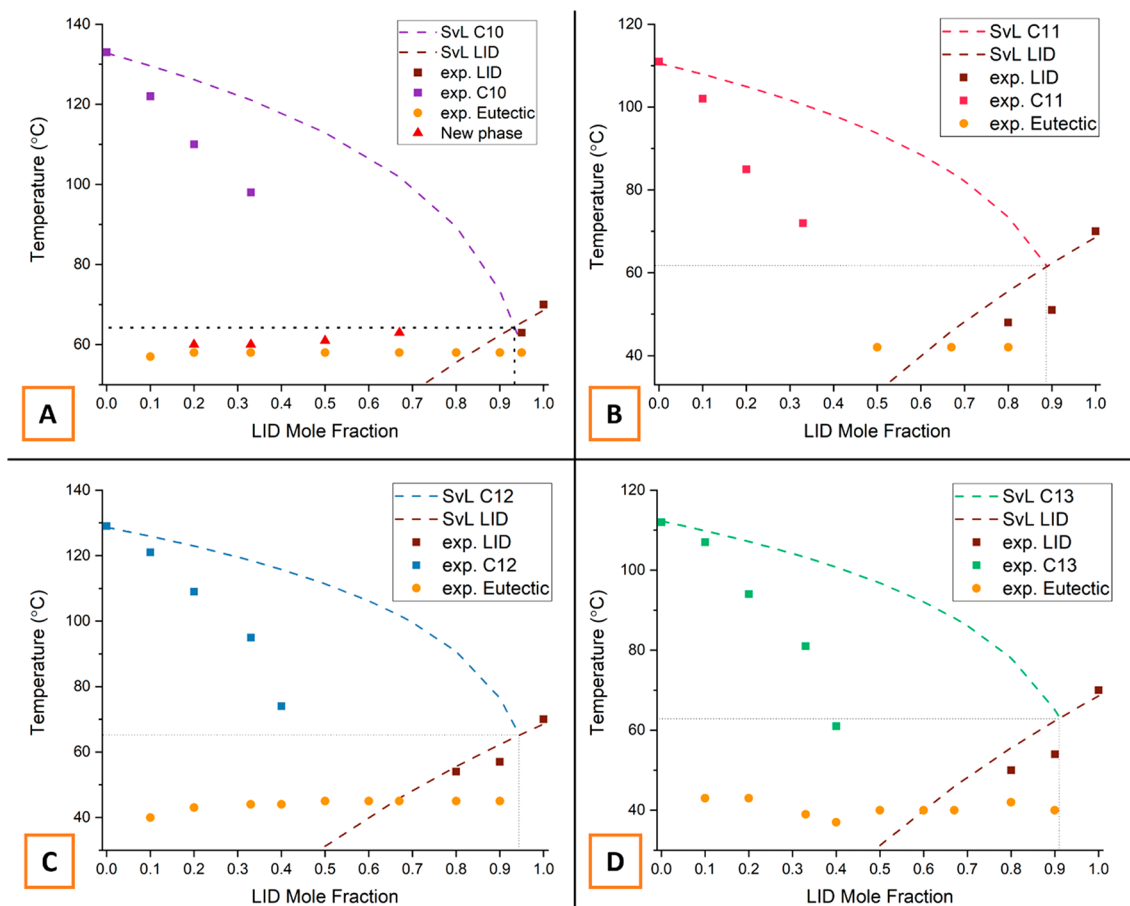 140
120
100
80
60
Temperature (°C)
SvL C10
SvL LID
exp. LID
exp. C10
exp. Eutectic
New phase
0.0 0.1 0.2 0.3 0.4 0.5 0.6 0.7 0.8 0.9 1.0
LID Mole Fraction
A
120
100
80
60
40
Temperature (°C)
SvL C11
SvL LID
exp. LID
exp. C11
exp. Eutectic
0.0 0.1 0.2 0.3 0.4 0.5 0.6 0.7 0.8 0.9 1.0
LID Mole Fraction
B
140
120
100
80
60
40
Temperature (°C)
SvL C12
SvL LID
exp. LID
exp. C12
exp. Eutectic
0.0 0.1 0.2 0.3 0.4 0.5 0.6 0.7 0.8 0.9 1.0
LID Mole Fraction
C
120
100
80
60
40
Temperature (°C)
SvL C13
SvL LID
exp. LID
exp. C13
exp. Eutectic
0.0 0.1 0.2 0.3 0.4 0.5 0.6 0.7 0.8 0.9 1.0
LID Mole Fraction
D